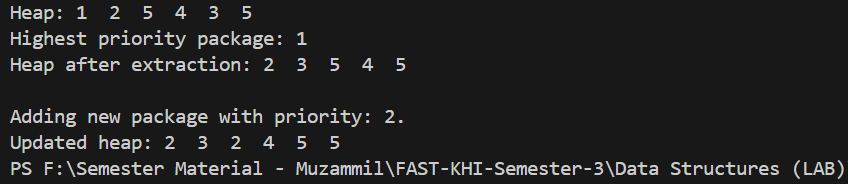 Heap: 1  2  5  4  3  5
Highest priority package: 1
Heap after extraction: 2  3  5  4  5
Adding new package with priority: 2.
Updated heap: 2  3  2  4  5  5
PS F:\Semester Material - Muzammil\FAST-KHI-Semester-3\Data Structures (LAB)